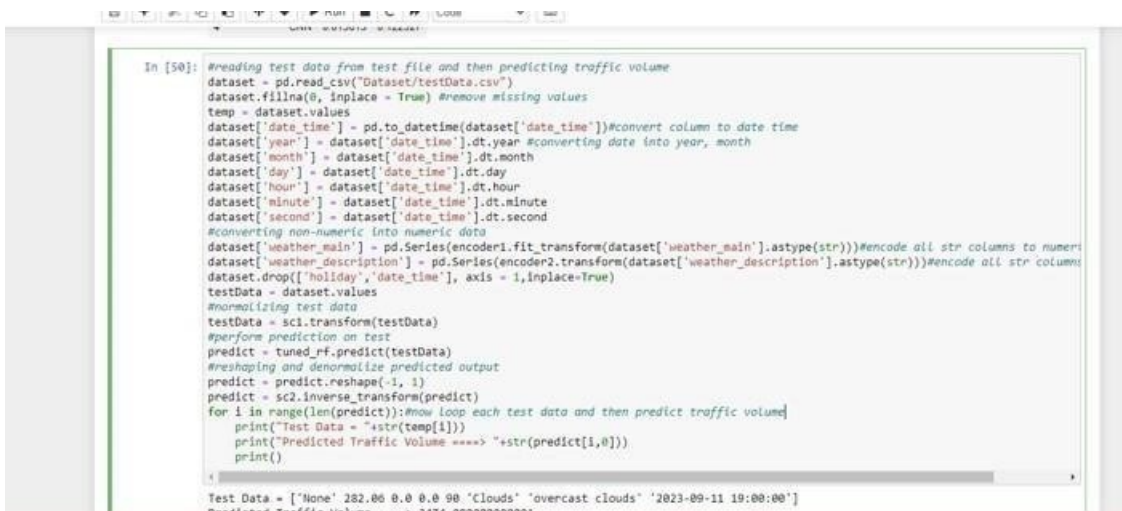 Run Code
In [50]: #reading test data from test file and then predicting traffic volume
dataset = pd.read_csv("Dataset/testData.csv")
dataset.fillna(0, inplace = True) #remove missing values
temp = dataset.values
dataset['date_time'] = pd.to_datetime(dataset['date_time'])#convert column to date time
dataset['year'] = dataset['date_time'].dt.year #converting date into year, month
dataset['month'] = dataset['date_time'].dt.month
dataset['day'] = dataset['date_time'].dt.day
dataset['hour'] = dataset['date_time'].dt.hour
dataset['minute'] = dataset['date_time'].dt.minute
dataset['second'] = dataset['date_time'].dt.second
#converting non-numeric into numeric data
dataset['weather_main'] = pd.Series(encoder1.fit_transform(dataset['weather_main'].astype(str)))#encode all str columns to numeri
dataset['weather_description'] = pd.Series(encoder2.transform(dataset['weather_description'].astype(str)))#encode all str columns
dataset.drop(['holiday','date_time'], axis = 1,inplace=True)
testData = dataset.values
#normalizing test data
testData = sc1.transform(testData)
#perform prediction on test
predict = tuned_rf.predict(testData)
#reshaping and denormalize predicted output
predict = predict.reshape(-1, 1)
predict = sc2.inverse_transform(predict)
for i in range(len(predict)):#now loop each test data and then predict traffic volume
print("Test Data = "+str(temp[i]))
print("Predicted Traffic Volume ====> "+str(predict[i,0]))
print()
Test Data = ['None' 282.06 0.0 0.0 90 'Clouds' 'overcast clouds' '2023-09-11 19:00:00']